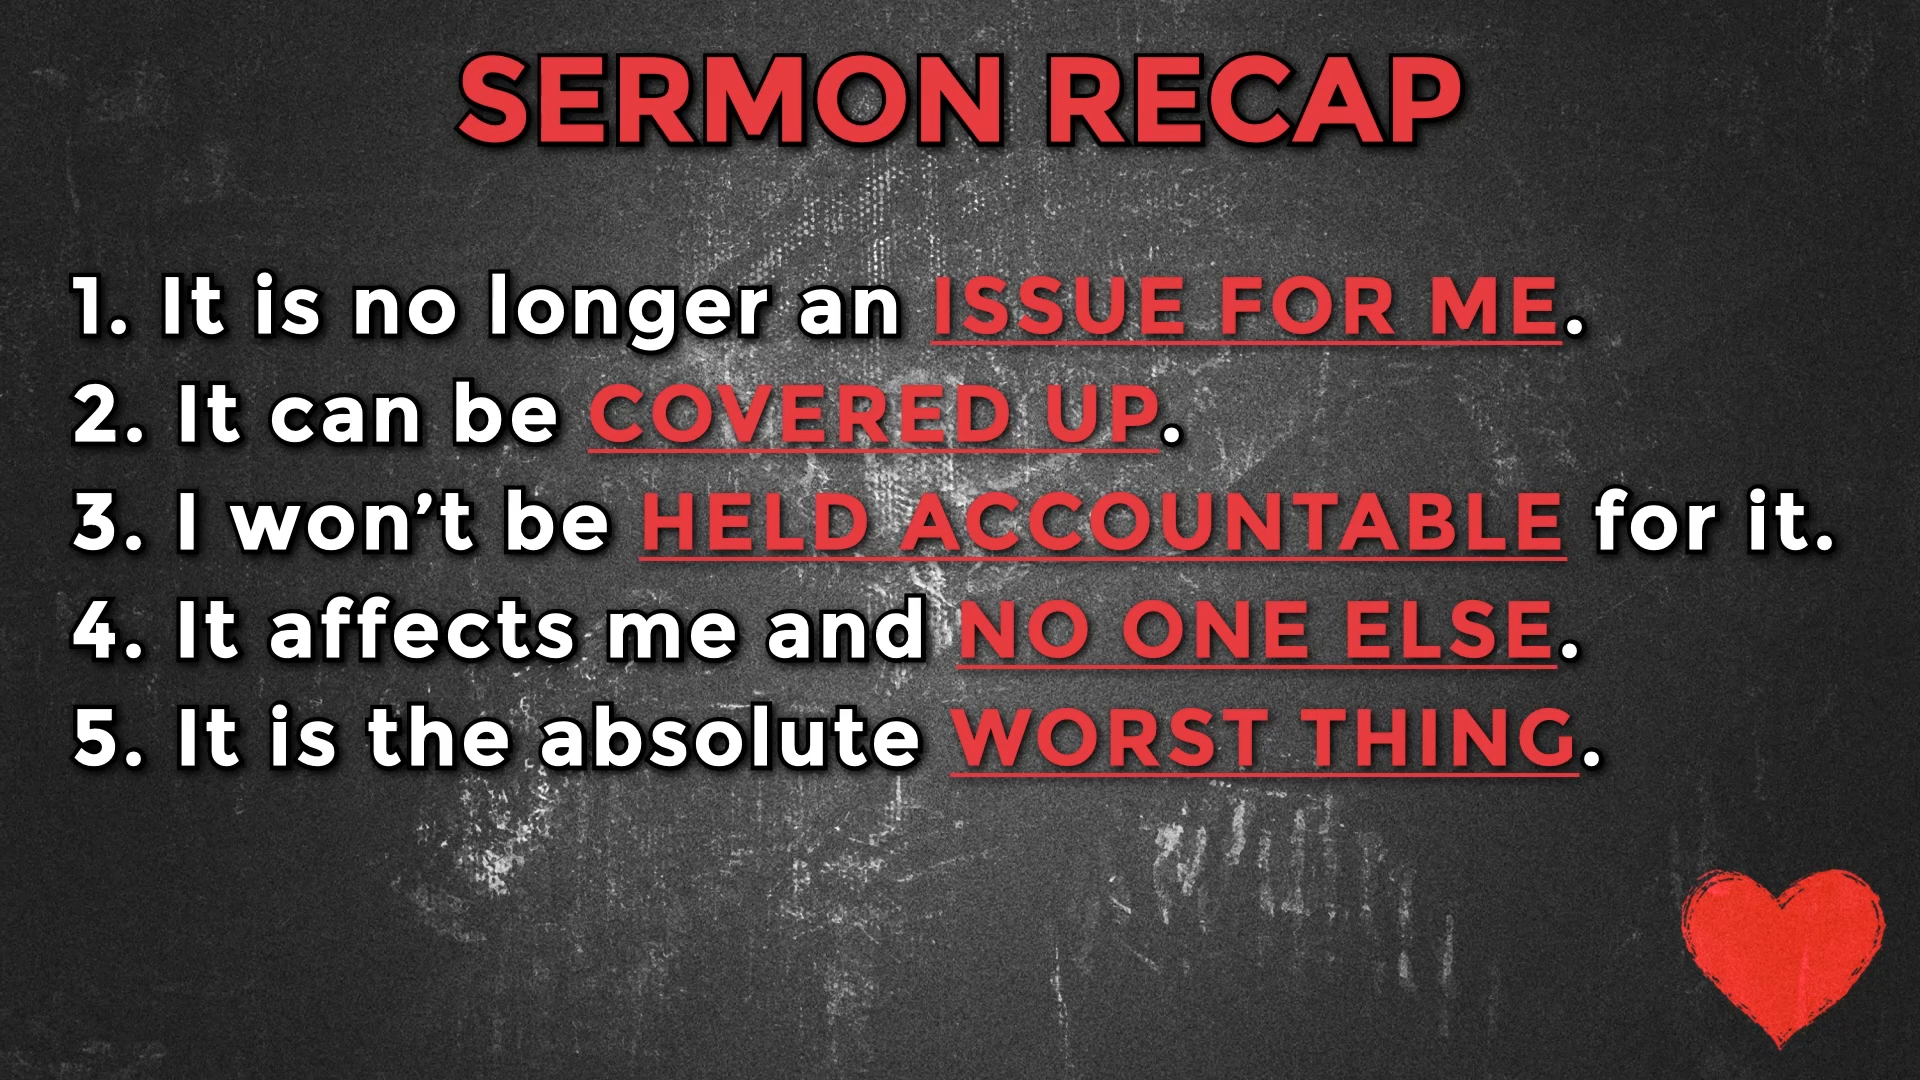 SERMON RECAP
1. It is no longer an ISSUE FOR ME.
2. It can be COVERED UP.
3. I won’t be HELD ACCOUNTABLE for it.
4. It affects me and NO ONE ELSE.
5. It is the absolute WORST THING.